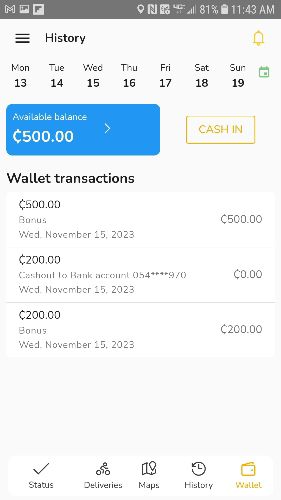 81% 11:43 AM
History
Mon Tue Wed Thu Fri Sat Sun
13 14 15 16 17 18 19
Available balance
₵500.00
CASH IN
Wallet transactions
₵500.00
Bonus
₵500.00
Wed, November 15, 2023
₵200.00
Cashout to Bank account 054****970
₵0.00
Wed, November 15, 2023
₵200.00
Bonus
₵200.00
Wed, November 15, 2023
Status Deliveries Maps History Wallet